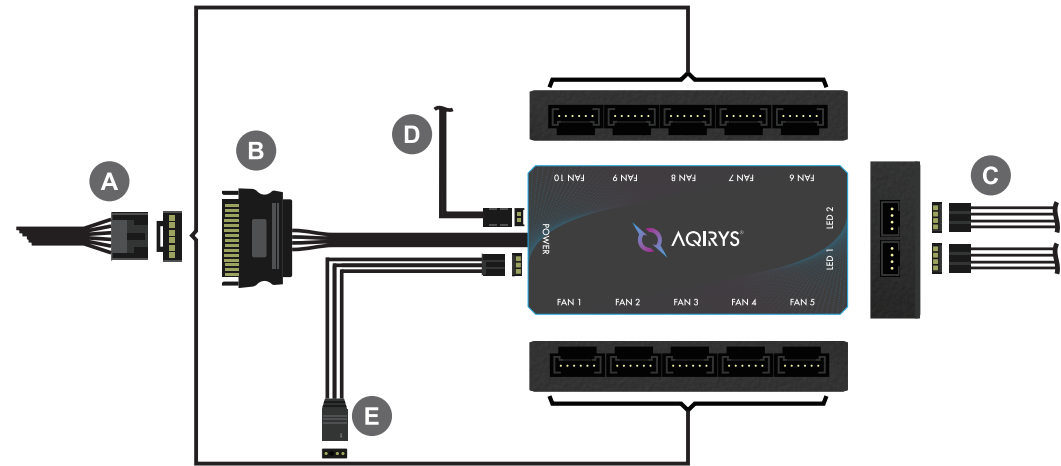 A
B
C
D
E
FAN 10
FAN 9
FAN 8
FAN 7
FAN 6
POWER
AQIRYS®
LED 2
LED 1
FAN 1
FAN 2
FAN 3
FAN 4
FAN 5